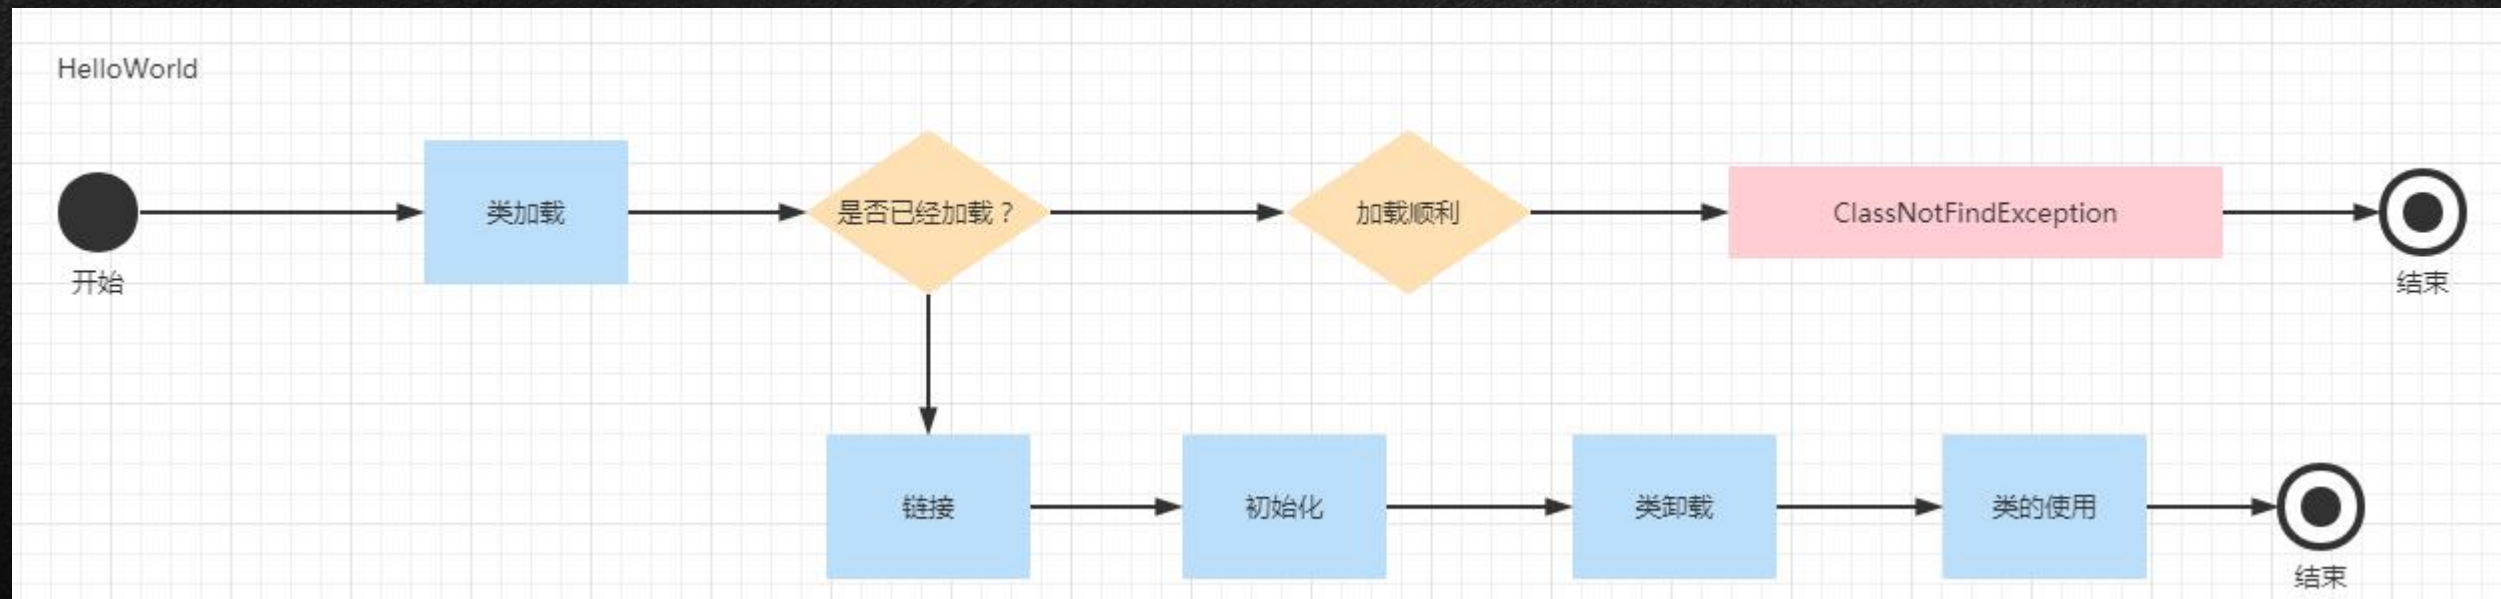 HelloWorld
类加载
是否已经加载？
加载顺利
ClassNotFindException
开始
结束
链接
初始化
类卸载
类的使用
结束